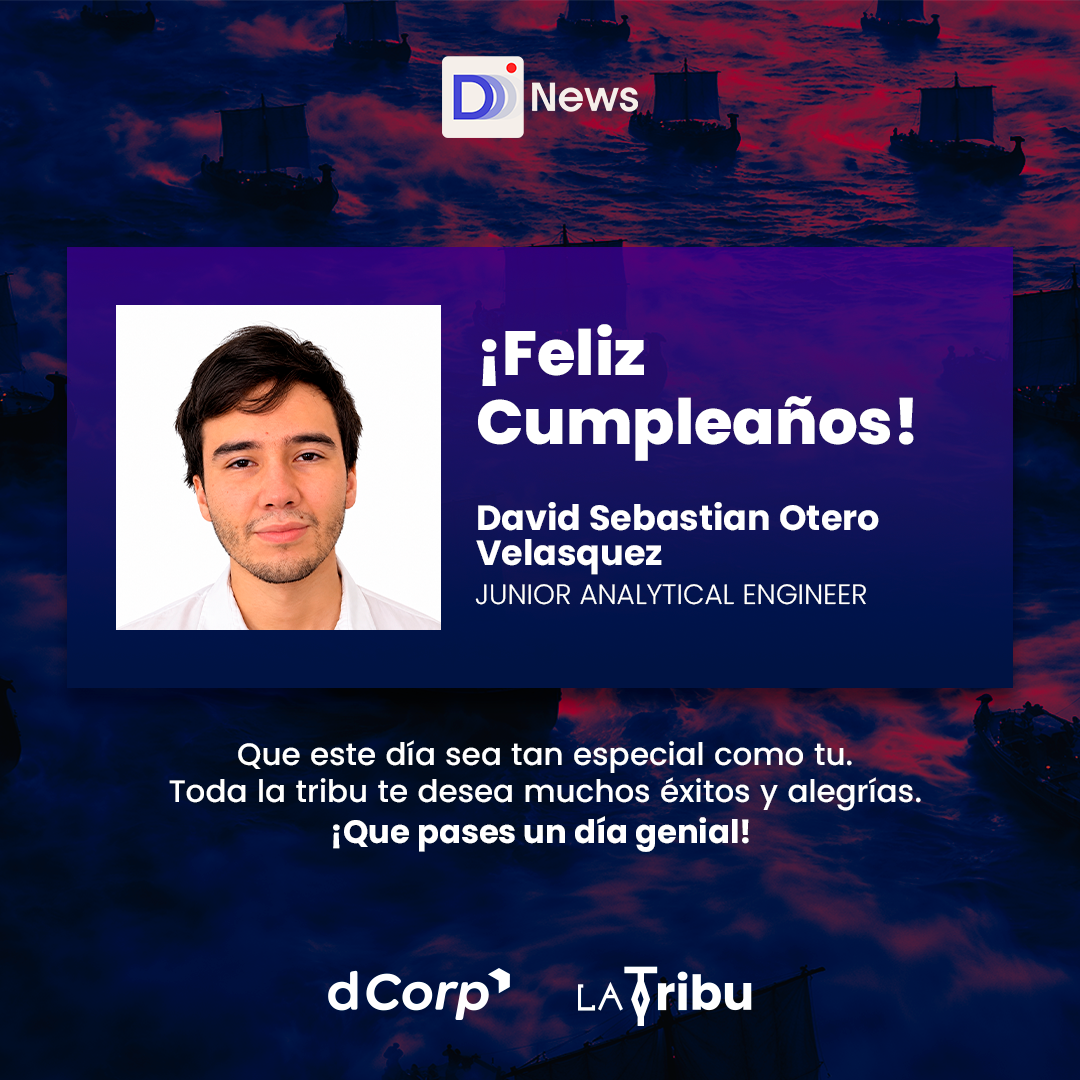 D News
¡Feliz
Cumpleaños!
David Sebastian Otero
Velasquez
JUNIOR ANALYTICAL ENGINEER
Que este día sea tan especial como tu.
Toda la tribu te desea muchos éxitos y alegrías.
¡Que pases un día genial!
dCorp LATribu